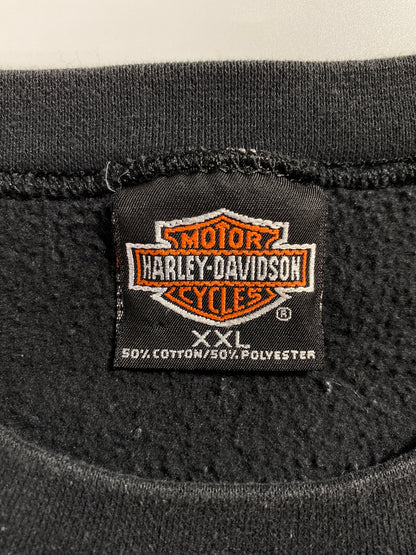 MOTOR
HARLEY-DAVIDSON
CYCLES
®
XXL
50% COTTON/50% POLYESTER